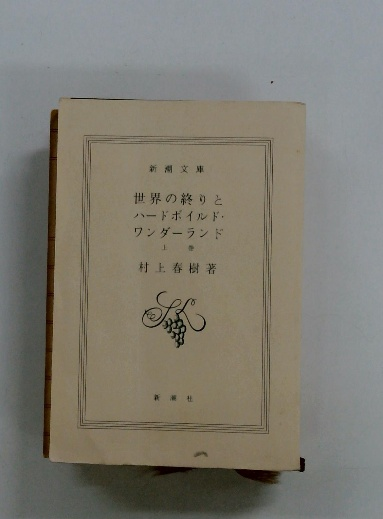 新潮文庫
世界の終りと
ハードボイルド・
ワンダーランド
上巻
村上春樹著
新潮社